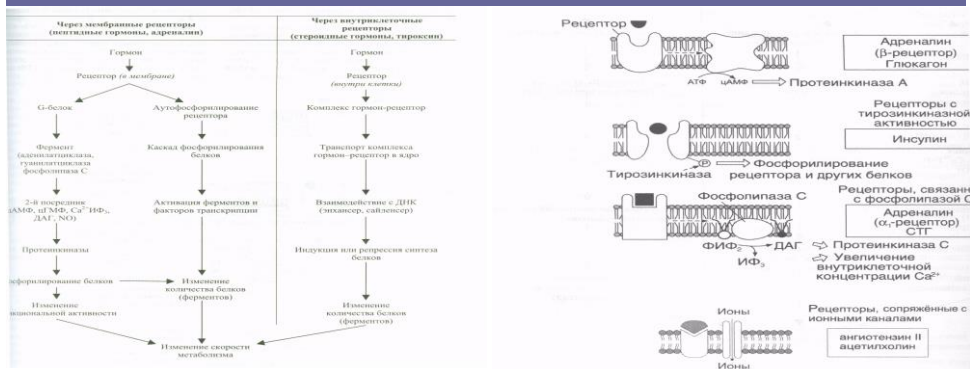 Через мембранные рецепторы
(пептидные гормоны, адреналин)
Гормон
Рецептор (в мембране)
G-белок
Аутофосфорилирование
рецептора
Фермент
(аденилатциклаза,
гуанилатциклаза
фосфолипаза С)
Каскад фосфорилирования
белков
2-й посредник
цАМФ, цГМФ, Ca²⁺ИФ₃,
ДАГ, NO)
Активация ферментов и
факторов транскрипции
Протеинкиназы
осфорилирование белков
Изменение
количества белков
(ферментов)
Изменение
активности
Изменение скорости
метаболизма
Через внутриклеточные
рецепторы
(стероидные гормоны, тироксин)
Гормон
Рецептор
(внутри клетки)
Комплекс гормон-рецептор
Транспорт комплекса
гормон-рецептор в ядро
Взаимодействие с ДНК
(энхансер, сайленсер)
Индукция или репрессия синтеза
белков
Изменение
количества белков
(ферментов)
Рецептор
АТФ цАМФ Протеинкиназа А
Адреналин
(β-рецептор)
Глюкагон
Рецепторы с
тирозинкиназной
активностью
Инсулин
P Фосфорилирование
Тирозинкиназа рецептора и других белков
Фосфолипаза С
Рецепторы, связанн
с фосфолипазой С
Адреналин
(α₁-рецептор)
СТГ
ФИФ₂ ДАГ Протеинкиназа С
ИФ₃
Увеличение
внутриклеточной
концентрации Ca²⁺
Ионы
Рецепторы, сопряжённые с
ионными каналами
ангиотензин II
ацетилхолин
Ионы